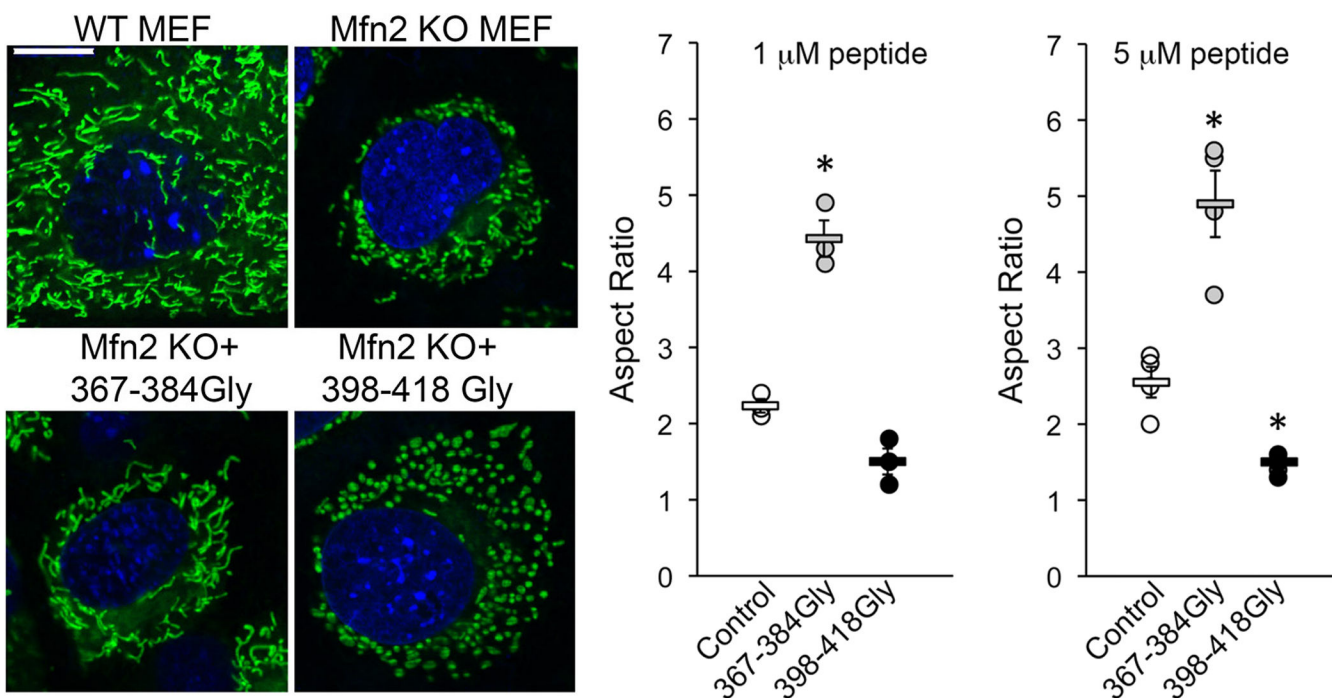 WT MEF
Mfn2 KO MEF
Mfn2 KO+
367-384Gly
Mfn2 KO+
398-418 Gly
Aspect Ratio
7
6
5
4
3
2
1
0
1 μM peptide
*
Control
367-384Gly
398-418Gly
Aspect Ratio
7
6
5
4
3
2
1
0
5 μM peptide
*
*
Control
367-384Gly
398-418Gly